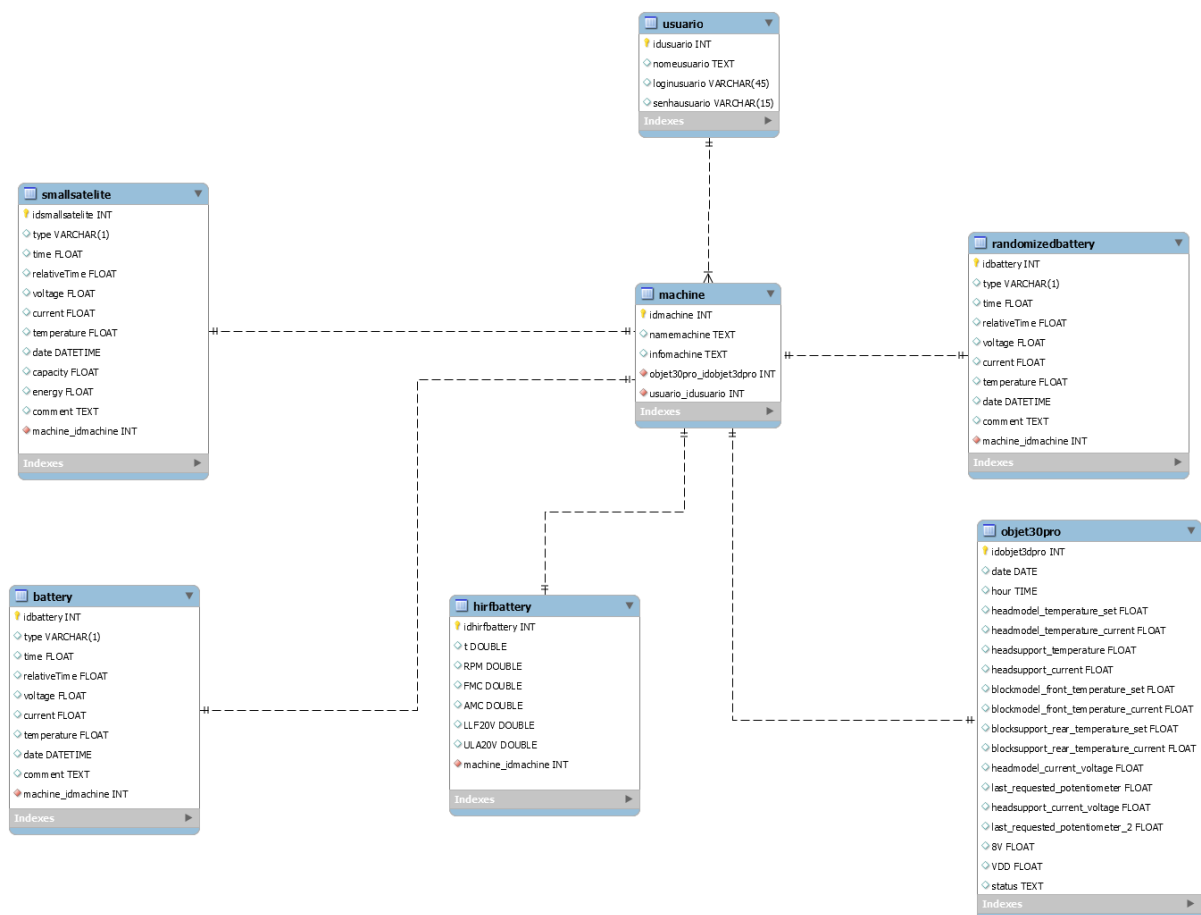 usuario
idusuario INT
nomeusuario TEXT
loginusuario VARCHAR(45)
senhausuario VARCHAR(15)
Indexes
smallsatelite
idsmallsatelite INT
type VARCHAR(1)
time FLOAT
relativeTime FLOAT
voltage FLOAT
current FLOAT
temperature FLOAT
date DATETIME
capacity FLOAT
energy FLOAT
comment TEXT
machine_idmachine INT
Indexes
machine
idmachine INT
namemachine TEXT
infomachine TEXT
objet30pro_idobjet3dpro INT
usuario_idusuario INT
Indexes
randomizedbattery
idbattery INT
type VARCHAR(1)
time FLOAT
relativeTime FLOAT
voltage FLOAT
current FLOAT
temperature FLOAT
date DATETIME
comment TEXT
machine_idmachine INT
Indexes
battery
idbattery INT
type VARCHAR(1)
time FLOAT
relativeTime FLOAT
voltage FLOAT
current FLOAT
temperature FLOAT
date DATETIME
comment TEXT
machine_idmachine INT
Indexes
hirfbattery
idhirfbattery INT
t DOUBLE
RPM DOUBLE
FMC DOUBLE
AMC DOUBLE
LLF20V DOUBLE
ULA20V DOUBLE
machine_idmachine INT
Indexes
objet30pro
idobjet3dpro INT
date DATE
hour TIME
headmodel_temperature_set FLOAT
headmodel_temperature_current FLOAT
headsupport_temperature FLOAT
headsupport_current FLOAT
blockmodel_front_temperature_set FLOAT
blockmodel_front_temperature_current FLOAT
blocksupport_rear_temperature_set FLOAT
blocksupport_rear_temperature_current FLOAT
headmodel_current_voltage FLOAT
last_requested_potentiometer FLOAT
headsupport_current_voltage FLOAT
last_requested_potentiometer_2 FLOAT
8V FLOAT
VDD FLOAT
status TEXT
Indexes